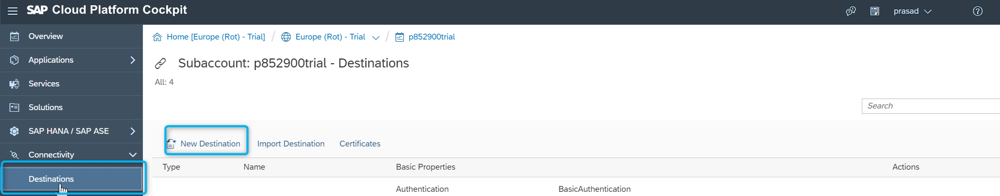 SAP Cloud Platform Cockpit
prasad
Overview
Applications
Services
Solutions
SAP HANA / SAP ASE
Connectivity
Destinations
Home [Europe (Rot) - Trial] / Europe (Rot) - Trial / p852900trial
Subaccount: p852900trial - Destinations
All: 4
Search
New Destination Import Destination Certificates
Type Name Basic Properties Actions
Authentication BasicAuthentication